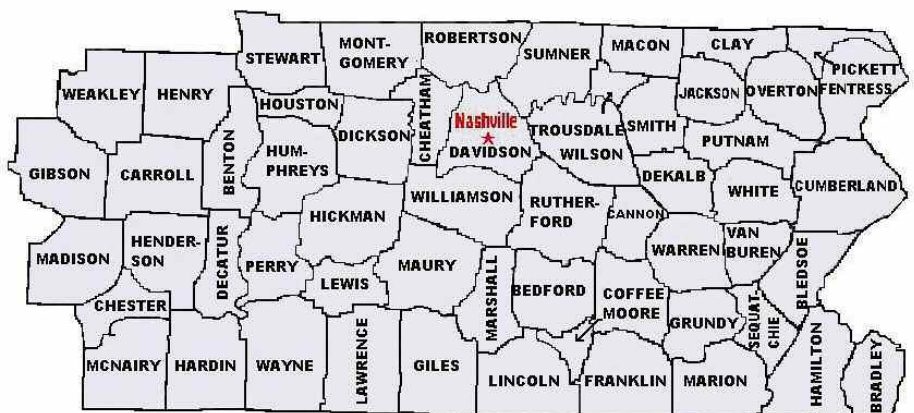 STEWART
MONT-
GOMERY
ROBERTSON
SUMNER
MACON
CLAY
PICKETT
WEAKLEY
HENRY
HOUSTON
DICKSON
CHEATHAM
Nashville
DAVIDSON
TROUSDALE
WILSON
SMITH
JACKSON
OVERTON
FENTRESS
PUTNAM
GIBSON
CARROLL
BENTON
HUM-
PHREYS
HICKMAN
WILLIAMSON
RUTHER-
FORD
CANNON
DEKALB
WHITE
CUMBERLAND
MADISON
HENDER-
SON
DECATUR
PERRY
LEWIS
MAURY
MARSHALL
BEDFORD
COFFEE
MOORE
WARREN
VAN
BUREN
BLEDSOE
CHESTER
GRUNDY
SEQUAT-
CHIE
MCNAIRY
HARDIN
WAYNE
LAWRENCE
GILES
LINCOLN
FRANKLIN
MARION
HAMILTON
BRADLEY